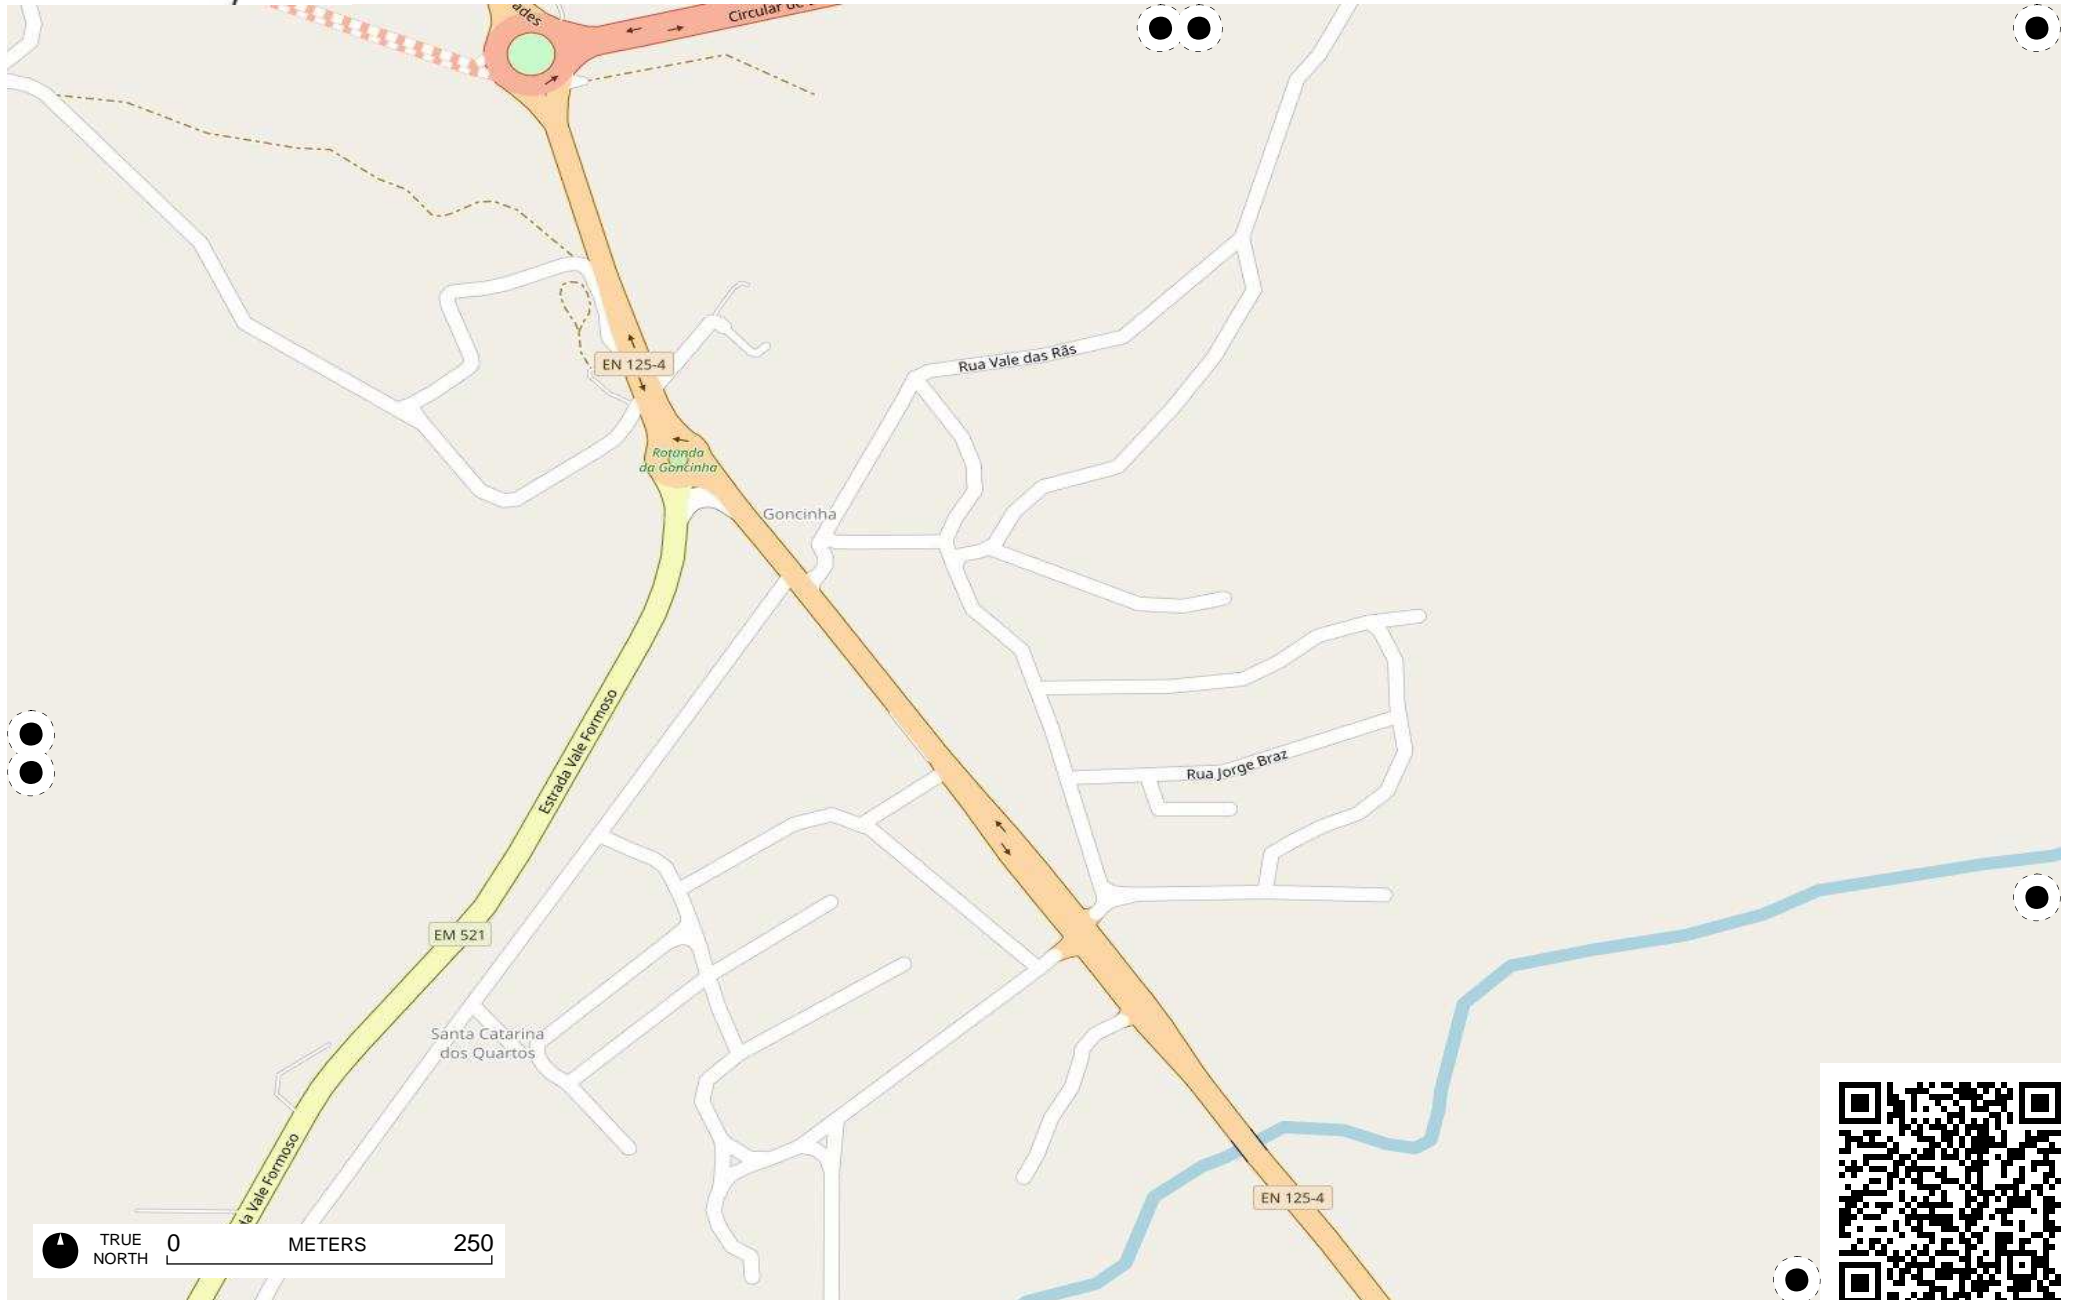 ades
Circular de
EN 125-4
Rua Vale das Rãs
Rotunda
da Goncinha
Goncinha
Estrada Vale Formoso
Rua Jorge Braz
EM 521
Santa Catarina
dos Quartos
da Vale Formoso
EN 125-4
TRUE
NORTH
0 METERS 250